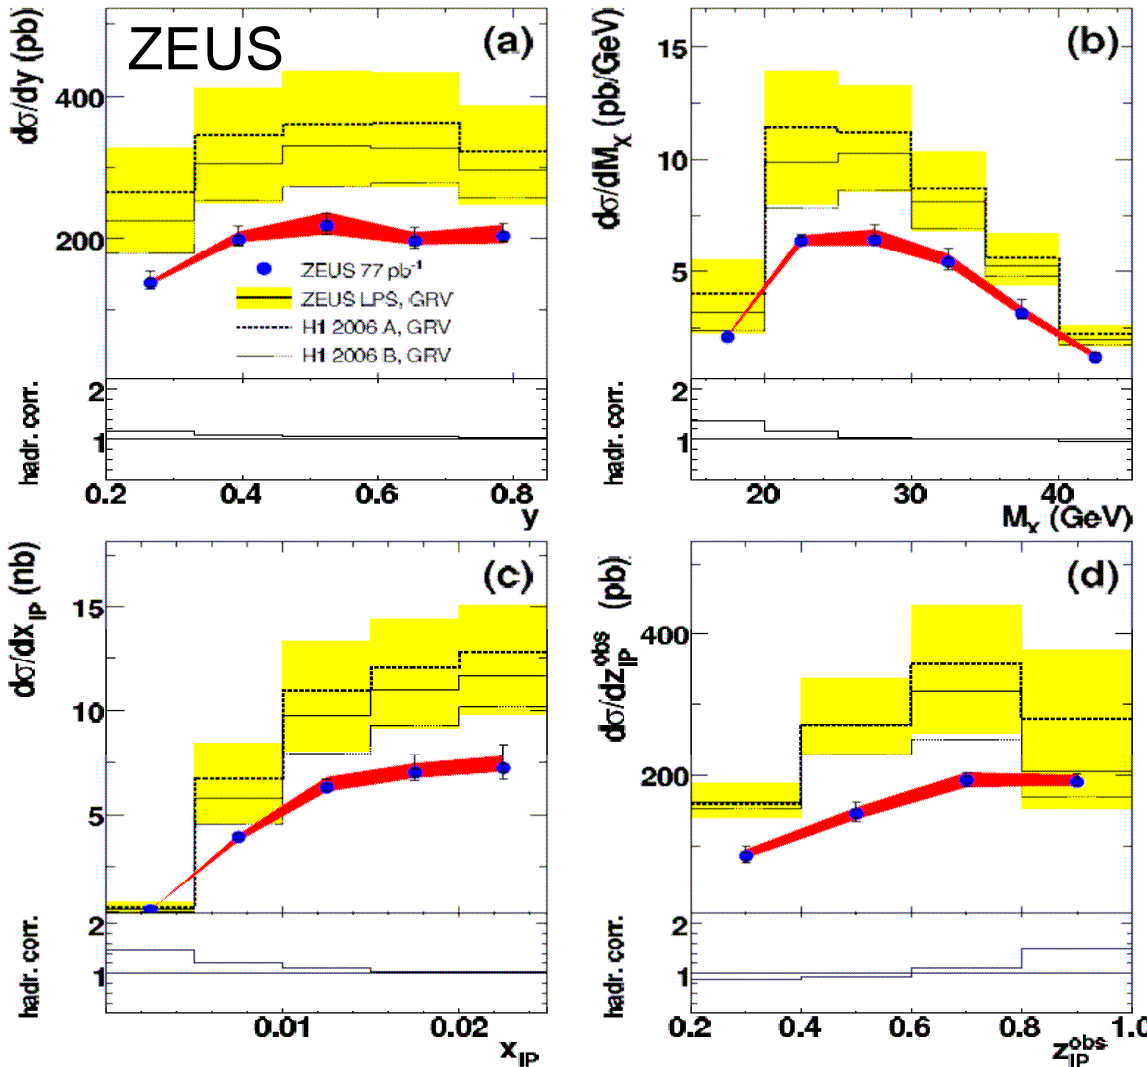 ZEUS
(a)
dσ/dy (pb)
400
200
ZEUS 77 pb⁻¹
ZEUS LPS, GRV
H1 2006 A, GRV
H1 2006 B, GRV
hadr. corr.
2
1
0.2 0.4 0.6 0.8
y
(b)
dσ/dM_X (pb/GeV)
15
10
5
hadr. corr.
2
1
20 30 40
M_X (GeV)
(c)
dσ/dx_IP (nb)
15
10
5
hadr. corr.
2
1
0.01 0.02
x_IP
(d)
dσ/dz_IP^obs (pb)
400
200
hadr. corr.
2
1
0.2 0.4 0.6 0.8 1.0
z_IP^obs